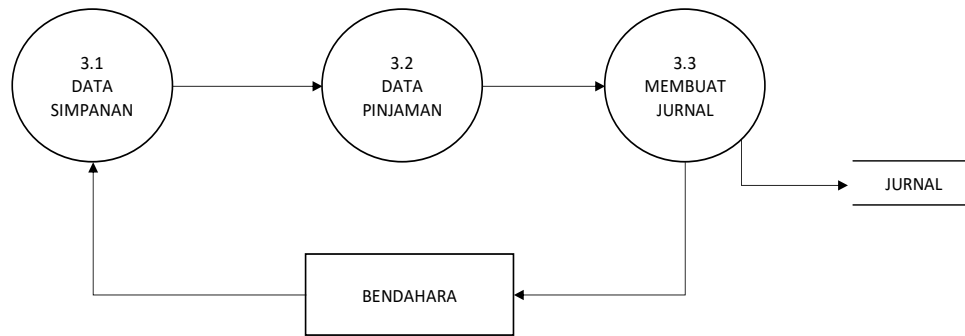 3.1
DATA
SIMPANAN
3.2
DATA
PINJAMAN
3.3
MEMBUAT
JURNAL
JURNAL
BENDAHARA